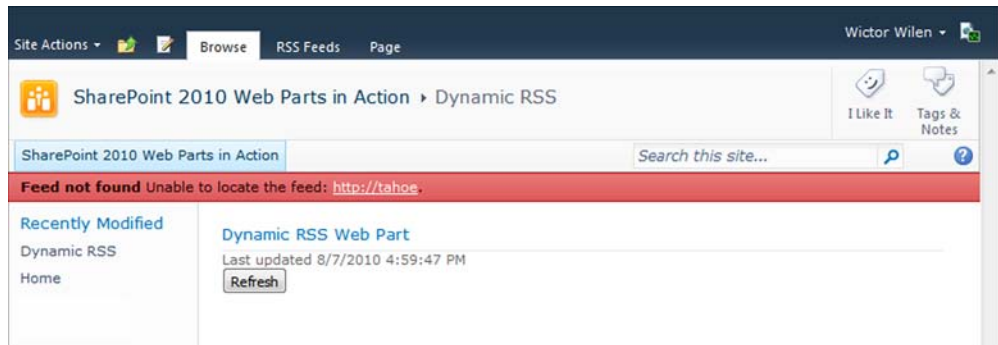 Wictor Wilen
Site Actions Browse RSS Feeds Page
SharePoint 2010 Web Parts in Action Dynamic RSS
I Like It
Tags &
Notes
SharePoint 2010 Web Parts in Action
Search this site...
Feed not found Unable to locate the feed: http://tahoe.
Recently Modified
Dynamic RSS
Home
Dynamic RSS Web Part
Last updated 8/7/2010 4:59:47 PM
Refresh